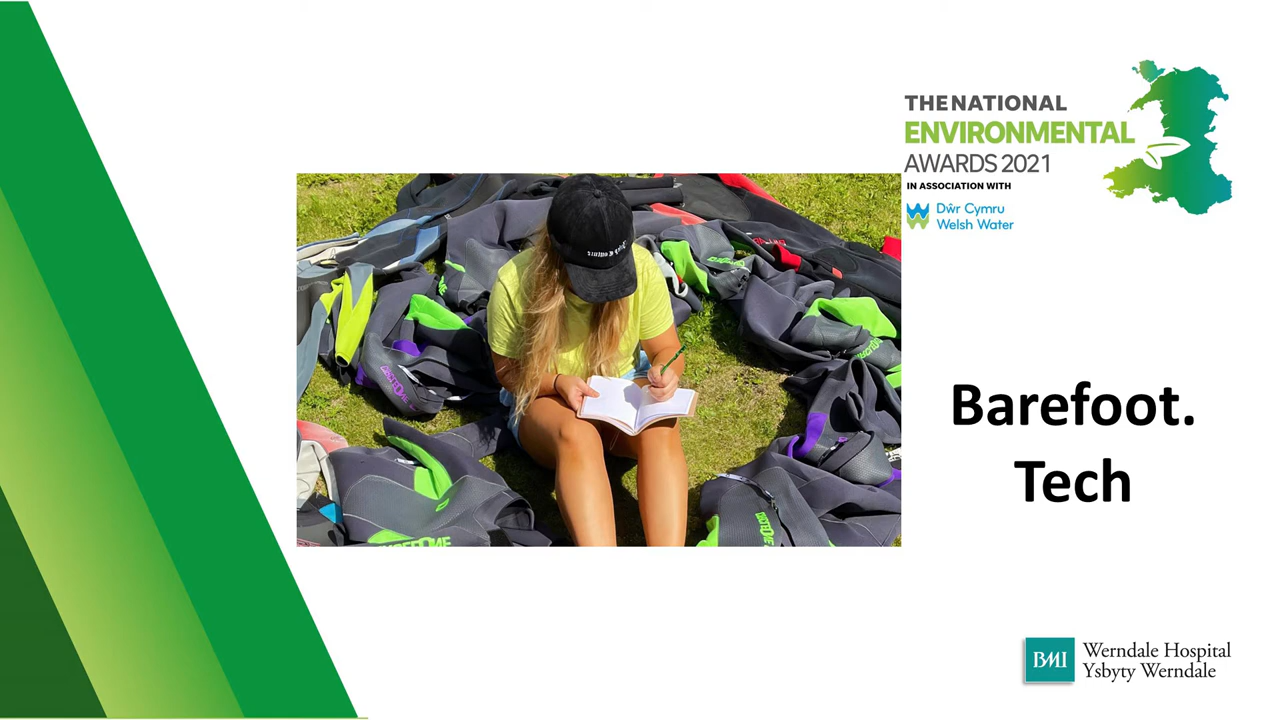 THE NATIONAL
ENVIRONMENTAL
AWARDS 2021
IN ASSOCIATION WITH
Dŵr Cymru
Welsh Water
Barefoot.
Tech
BMI
Werndale Hospital
Ysbyty Werndale